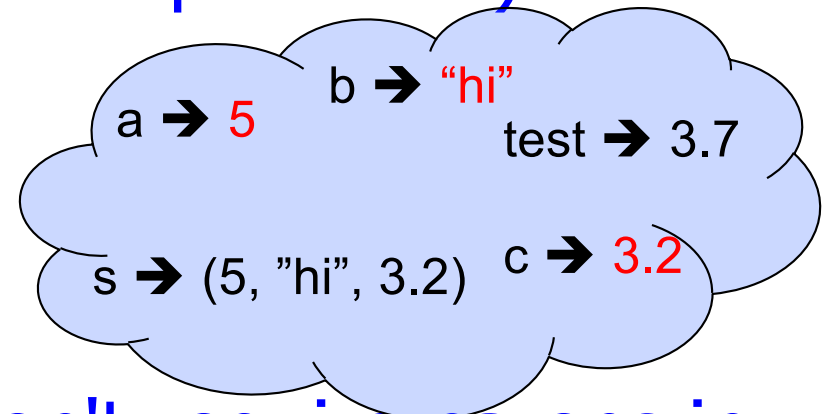 b ➔ “hi”
a ➔ 5
test ➔ 3.7
c ➔ 3.2
s ➔ (5, ”hi”, 3.2)